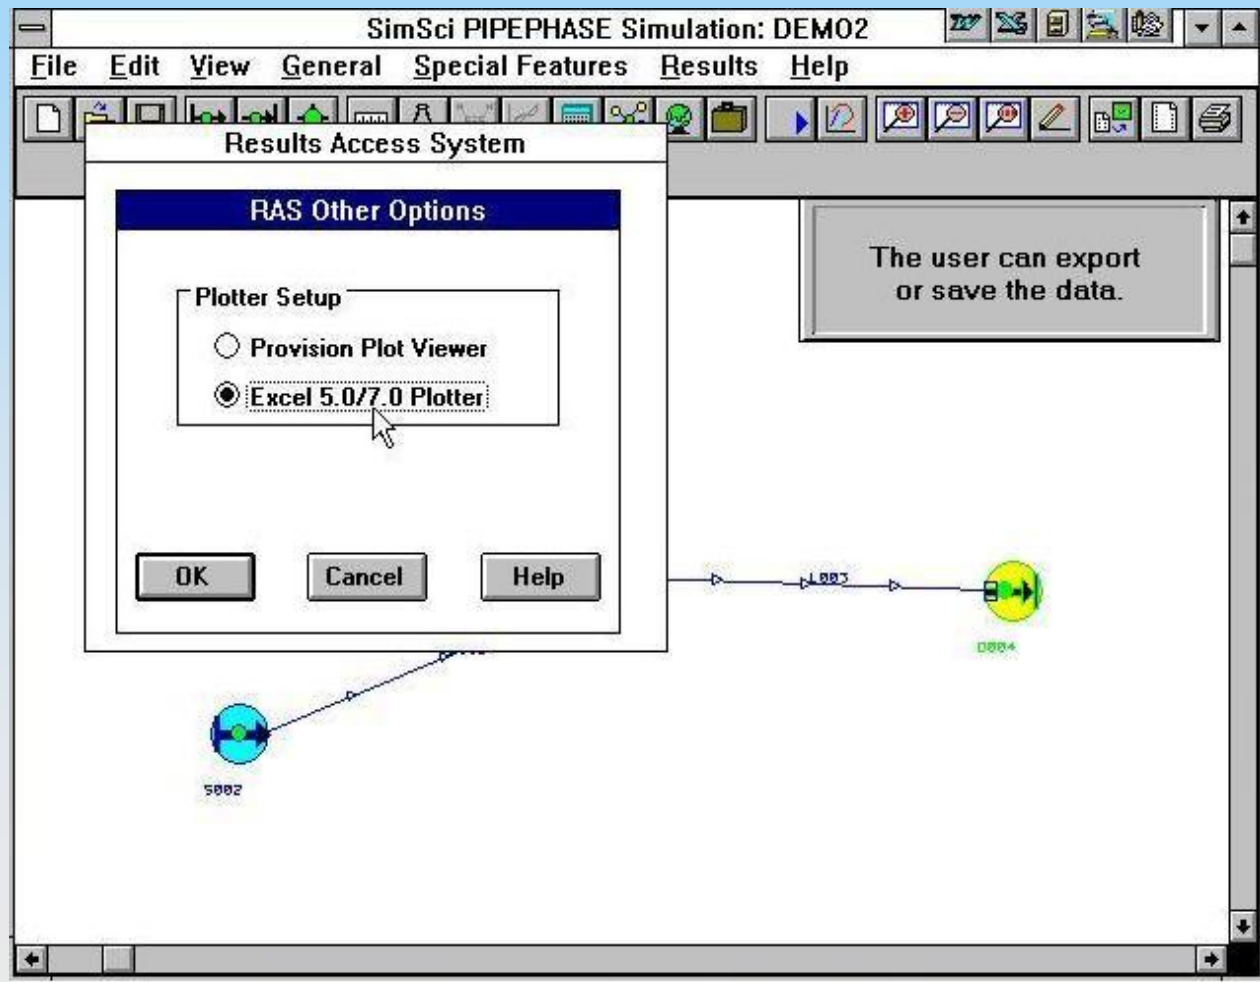 SimSci PIPEPHASE Simulation: DEMO2
File Edit View General Special Features Results Help
Results Access System
RAS Other Options
The user can export
or save the data.
Plotter Setup
Provision Plot Viewer
Excel 5.0/7.0 Plotter
OK Cancel Help
L003
D004
S002